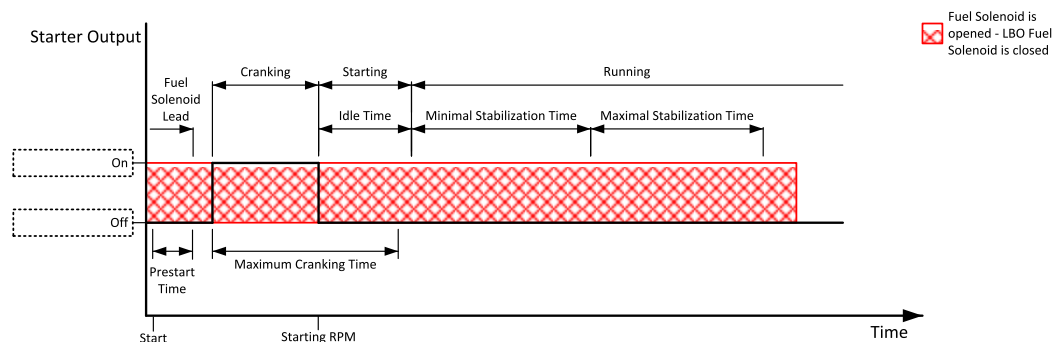 Fuel Solenoid is
opened - LBO Fuel
Solenoid is closed
Starter Output
Cranking
Starting
Running
Fuel
Solenoid
Lead
Idle Time
Minimal Stabilization Time
Maximal Stabilization Time
On
Off
Prestart
Time
Maximum Cranking Time
Start
Starting RPM
Time